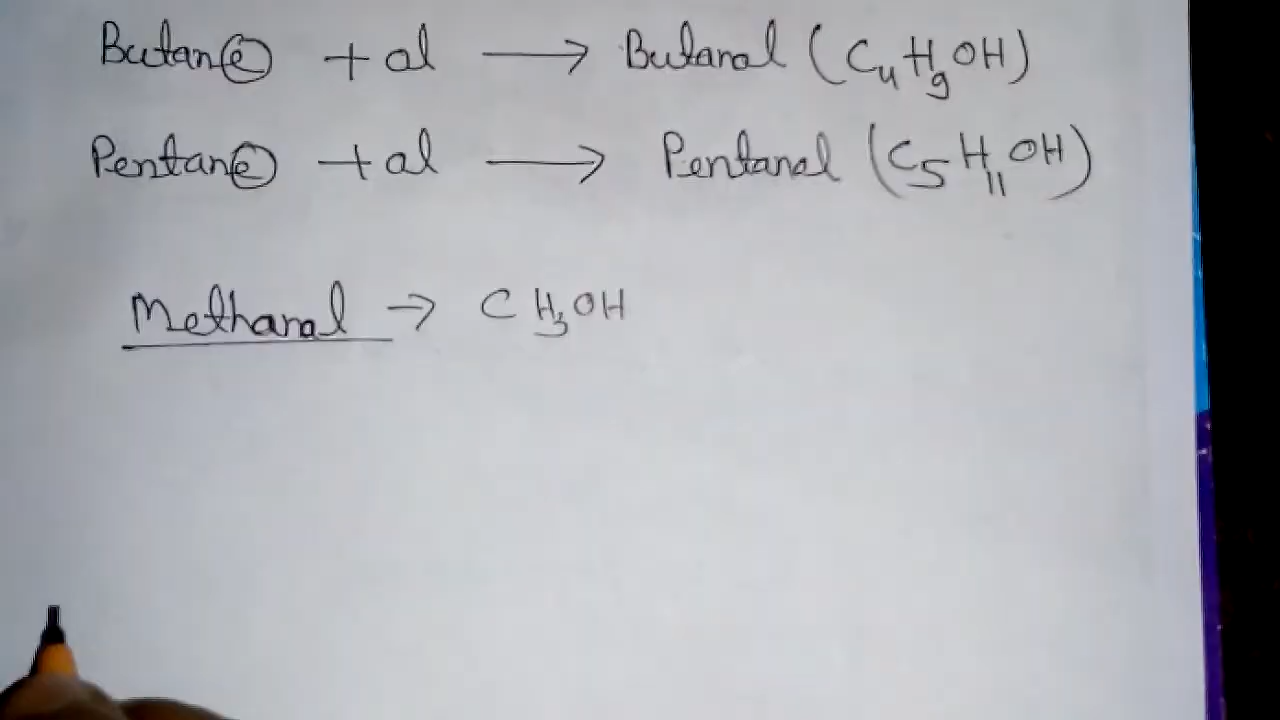 Butane + al → Butanal (C₄H₉OH)
Pentane + al → Pentanal (C₅H₁₁OH)
Methanal → CH₃OH